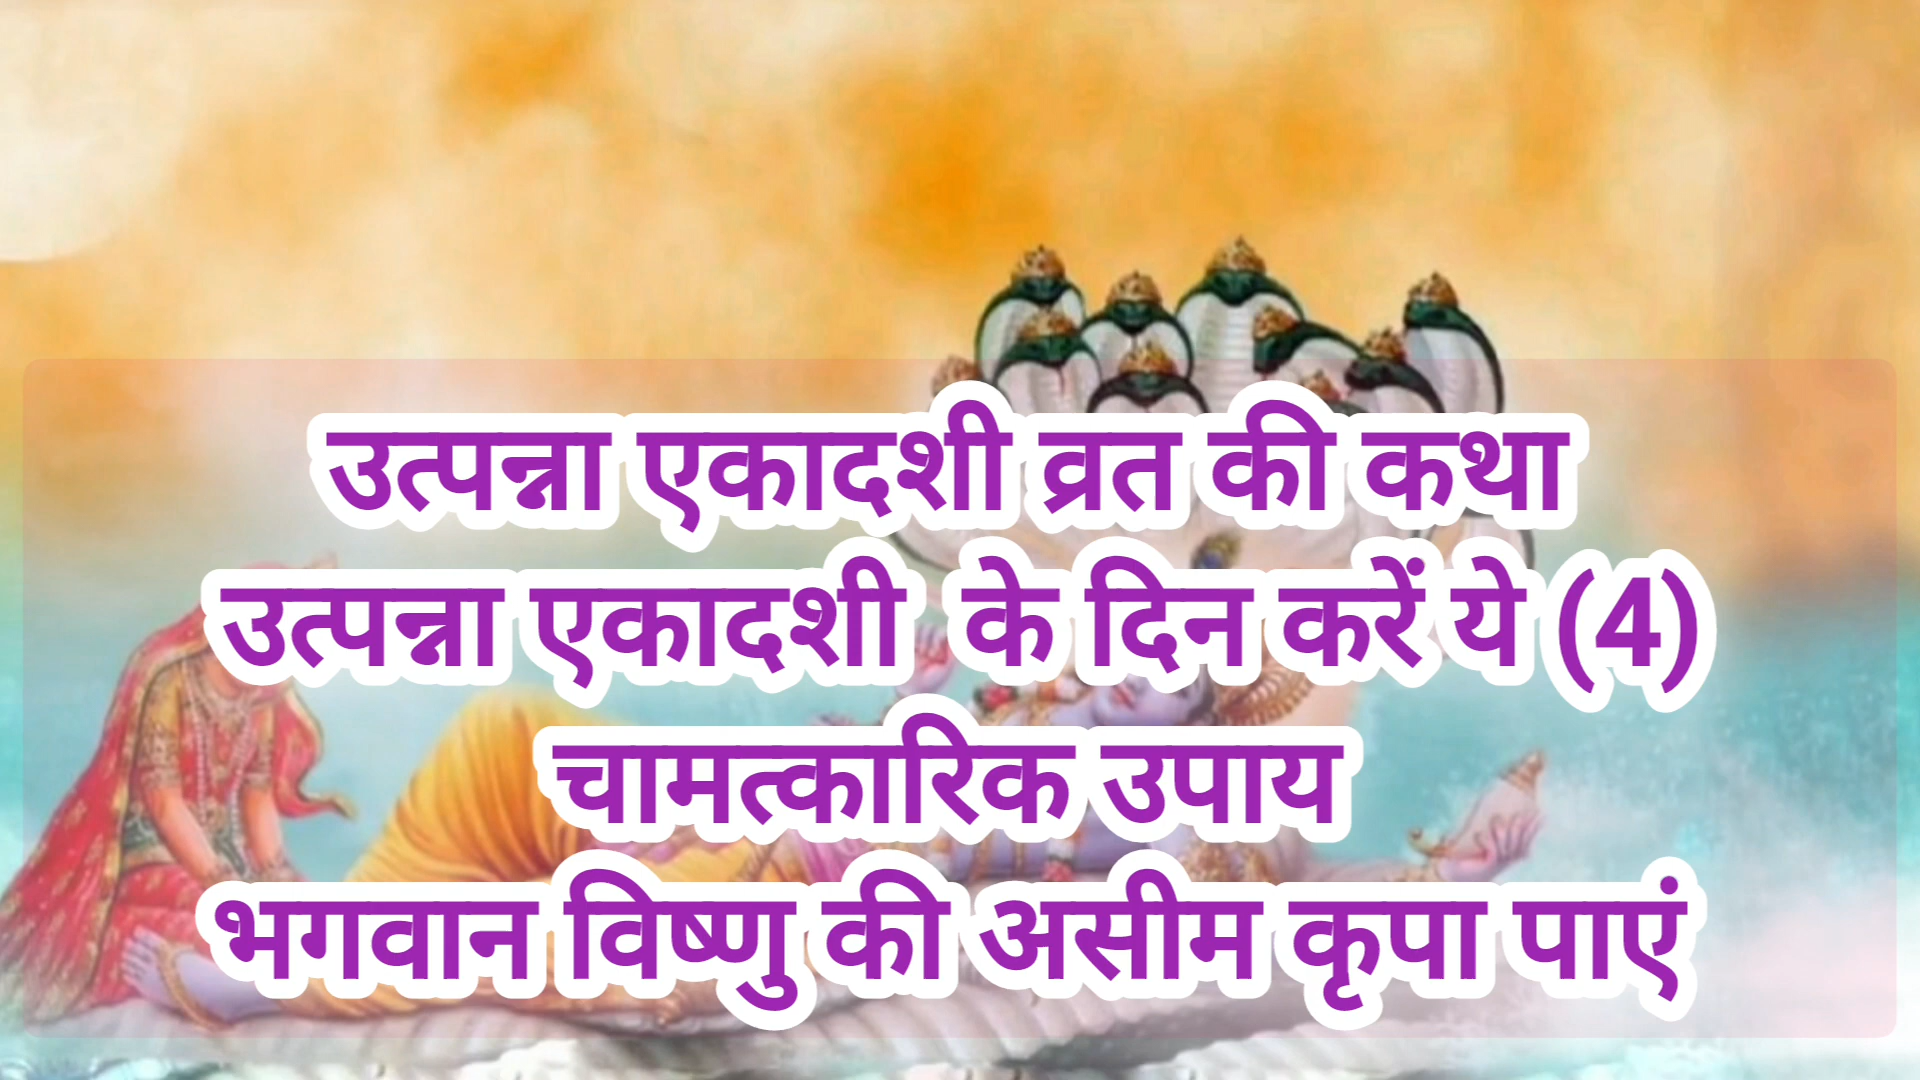 उत्पन्ना एकादशी व्रत की कथा
उत्पन्ना एकादशी के दिन करें ये (4)
चामत्कारिक उपाय
भगवान विष्णु की असीम कृपा पाएं